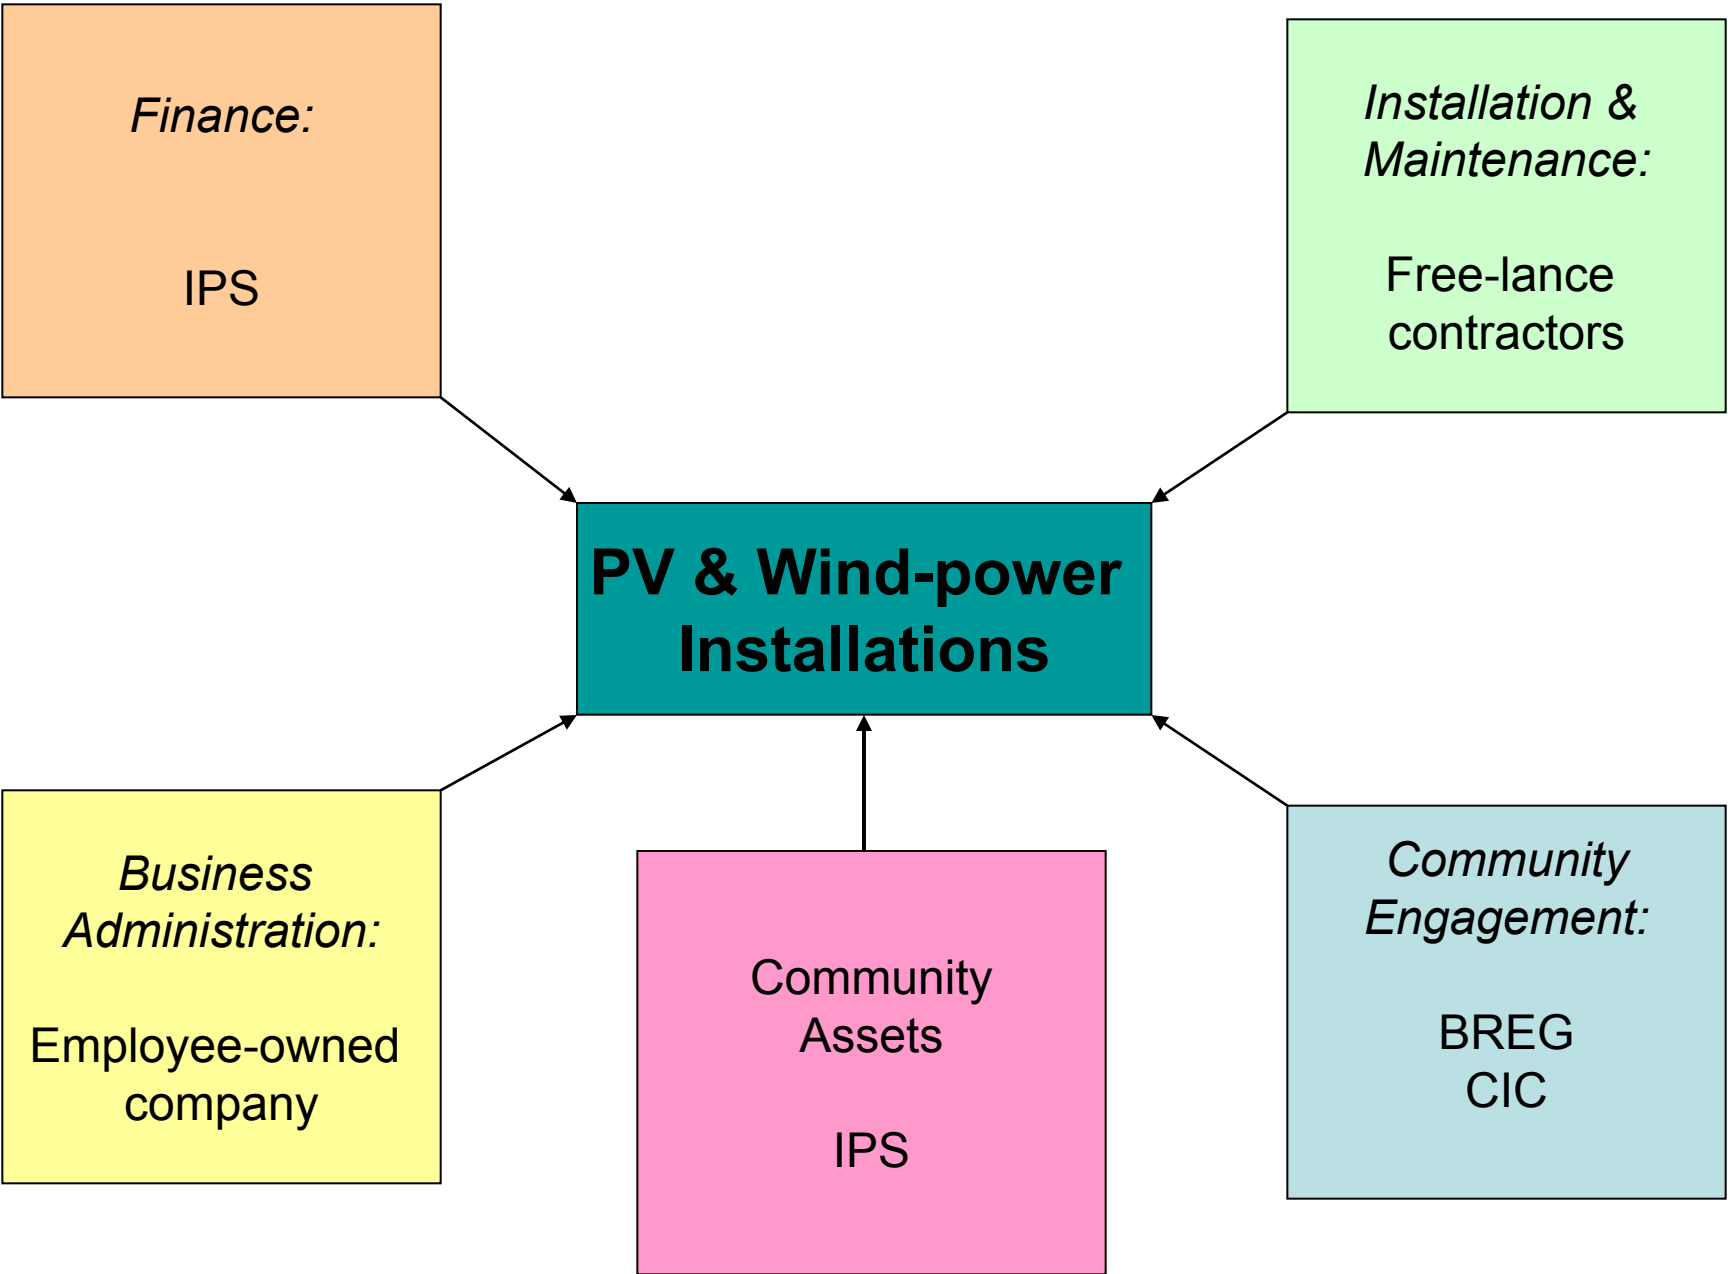 Finance:
IPS
Installation &
Maintenance:
Free-lance
contractors
PV & Wind-power
Installations
Business
Administration:
Employee-owned
company
Community
Assets
IPS
Community
Engagement:
BREG
CIC